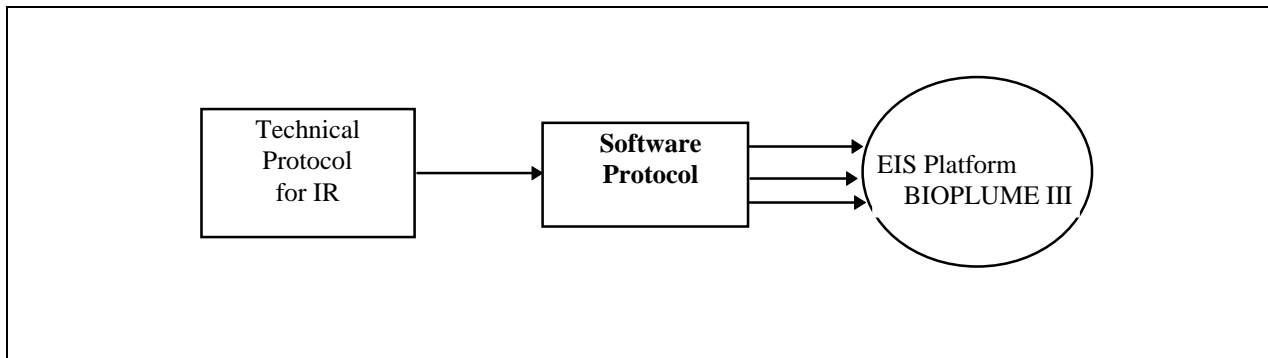 Technical
Protocol
for IR
Software
Protocol
EIS Platform
BIOPLUME III